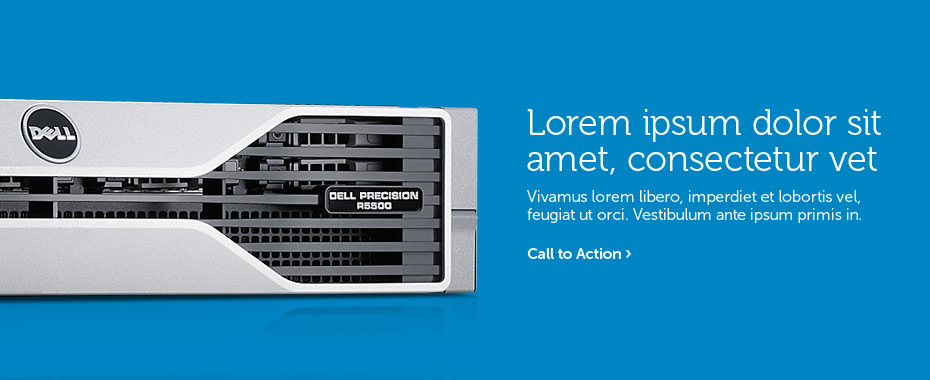 DELL
DELL PRECISION
R5500
Lorem ipsum dolor sit
amet, consectetur vet
Vivamus lorem libero, imperdiet et lobortis vel,
feugiat ut orci. Vestibulum ante ipsum primis in.
Call to Action ›